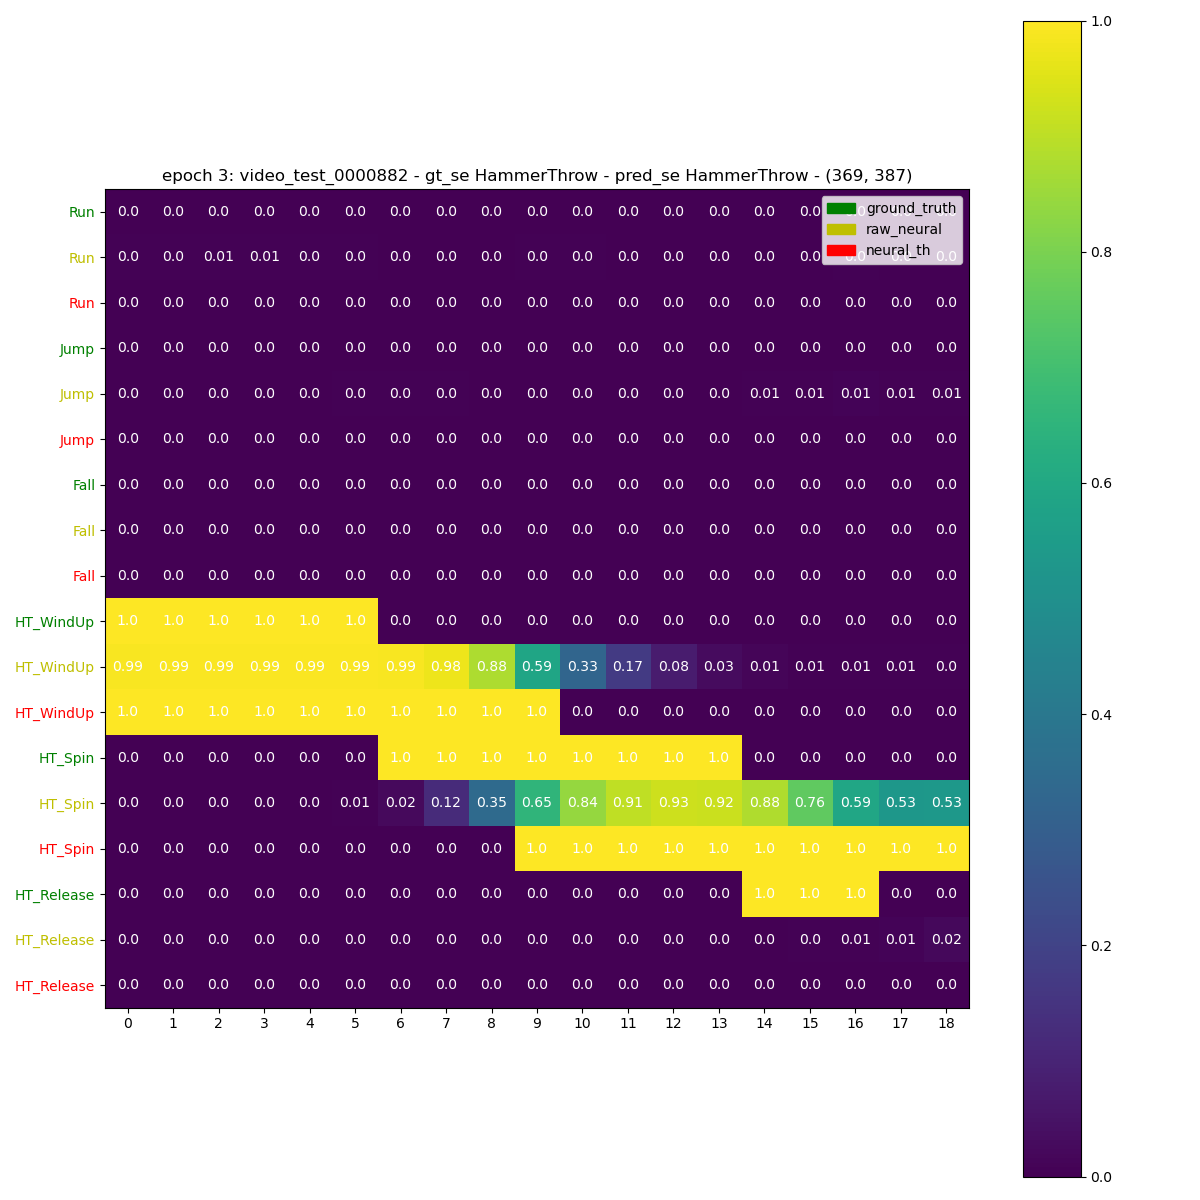 epoch 3: video_test_0000882 - gt_se HammerThrow - pred_se HammerThrow - (369, 387)
1.0
0.8
0.6
0.4
0.2
0.0
ground_truth
raw_neural
neural_th
Run 0.0 0.0 0.0 0.0 0.0 0.0 0.0 0.0 0.0 0.0 0.0 0.0 0.0 0.0 0.0 0.0
Run 0.0 0.0 0.01 0.01 0.0 0.0 0.0 0.0 0.0 0.0 0.0 0.0 0.0 0.0 0.0 0.0
Run 0.0 0.0 0.0 0.0 0.0 0.0 0.0 0.0 0.0 0.0 0.0 0.0 0.0 0.0 0.0 0.0 0.0 0.0 0.0
Jump 0.0 0.0 0.0 0.0 0.0 0.0 0.0 0.0 0.0 0.0 0.0 0.0 0.0 0.0 0.0 0.0 0.0 0.0 0.0
Jump 0.0 0.0 0.0 0.0 0.0 0.0 0.0 0.0 0.0 0.0 0.0 0.0 0.0 0.0 0.01 0.01 0.01 0.01 0.01
Jump 0.0 0.0 0.0 0.0 0.0 0.0 0.0 0.0 0.0 0.0 0.0 0.0 0.0 0.0 0.0 0.0 0.0 0.0 0.0
Fall 0.0 0.0 0.0 0.0 0.0 0.0 0.0 0.0 0.0 0.0 0.0 0.0 0.0 0.0 0.0 0.0 0.0 0.0 0.0
Fall 0.0 0.0 0.0 0.0 0.0 0.0 0.0 0.0 0.0 0.0 0.0 0.0 0.0 0.0 0.0 0.0 0.0 0.0 0.0
Fall 0.0 0.0 0.0 0.0 0.0 0.0 0.0 0.0 0.0 0.0 0.0 0.0 0.0 0.0 0.0 0.0 0.0 0.0 0.0
HT_WindUp 1.0 1.0 1.0 1.0 1.0 1.0 0.0 0.0 0.0 0.0 0.0 0.0 0.0 0.0 0.0 0.0 0.0 0.0 0.0
HT_WindUp 0.99 0.99 0.99 0.99 0.99 0.99 0.99 0.98 0.88 0.59 0.33 0.17 0.08 0.03 0.01 0.01 0.01 0.01 0.0
HT_WindUp 1.0 1.0 1.0 1.0 1.0 1.0 1.0 1.0 1.0 1.0 0.0 0.0 0.0 0.0 0.0 0.0 0.0 0.0 0.0
HT_Spin 0.0 0.0 0.0 0.0 0.0 0.0 1.0 1.0 1.0 1.0 1.0 1.0 1.0 1.0 0.0 0.0 0.0 0.0 0.0
HT_Spin 0.0 0.0 0.0 0.0 0.0 0.01 0.02 0.12 0.35 0.65 0.84 0.91 0.93 0.92 0.88 0.76 0.59 0.53 0.53
HT_Spin 0.0 0.0 0.0 0.0 0.0 0.0 0.0 0.0 0.0 1.0 1.0 1.0 1.0 1.0 1.0 1.0 1.0 1.0 1.0
HT_Release 0.0 0.0 0.0 0.0 0.0 0.0 0.0 0.0 0.0 0.0 0.0 0.0 0.0 0.0 1.0 1.0 1.0 0.0 0.0
HT_Release 0.0 0.0 0.0 0.0 0.0 0.0 0.0 0.0 0.0 0.0 0.0 0.0 0.0 0.0 0.0 0.0 0.01 0.01 0.02
HT_Release 0.0 0.0 0.0 0.0 0.0 0.0 0.0 0.0 0.0 0.0 0.0 0.0 0.0 0.0 0.0 0.0 0.0 0.0 0.0
0 1 2 3 4 5 6 7 8 9 10 11 12 13 14 15 16 17 18